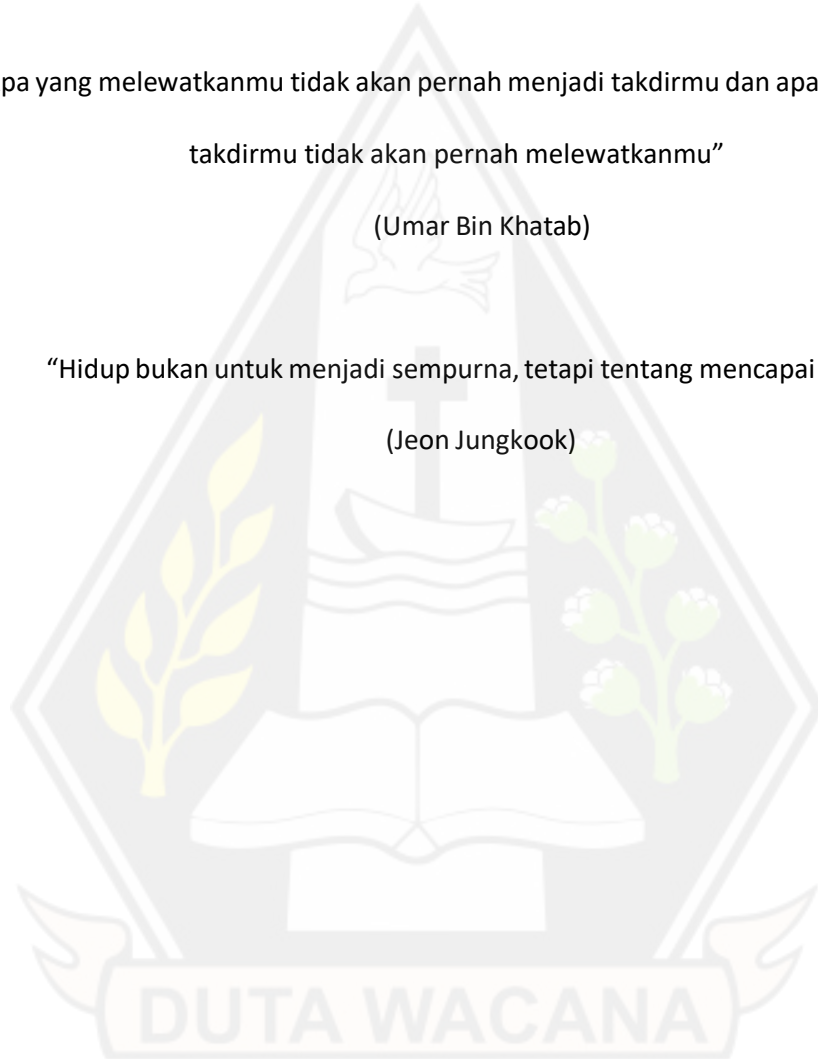 pa yang melewatkanmu tidak akan pernah menjadi takdirmu dan apa
takdirmu tidak akan pernah melewatkanmu”
(Umar Bin Khatab)
“Hidup bukan untuk menjadi sempurna, tetapi tentang mencapai
(Jeon Jungkook)
DUTA WACANA